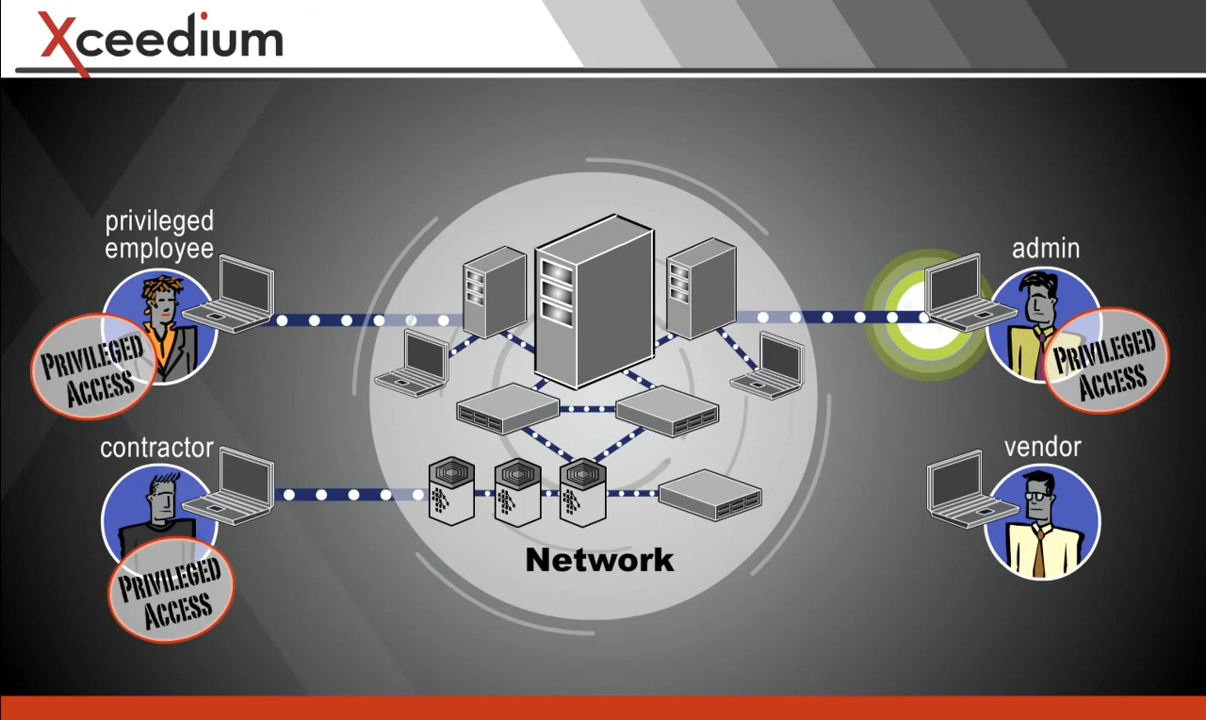 Xceedium
privileged
employee
PRIVILEGED
ACCESS
admin
PRIVILEGED
ACCESS
contractor
PRIVILEGED
ACCESS
vendor
Network